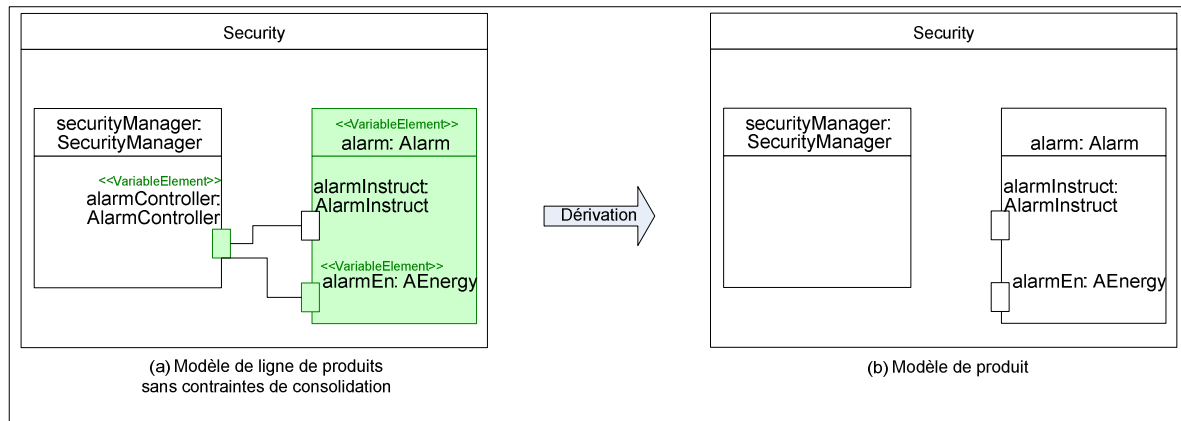 Security
securityManager:
SecurityManager
<<VariableElement>>
alarmController:
AlarmController
<<VariableElement>>
alarm: Alarm
alarmInstruct:
AlarmInstruct
<<VariableElement>>
alarmEn: AEnergy
(a) Modèle de ligne de produits
sans contraintes de consolidation
Dérivation
Security
securityManager:
SecurityManager
alarm: Alarm
alarmInstruct:
AlarmInstruct
alarmEn: AEnergy
(b) Modèle de produit